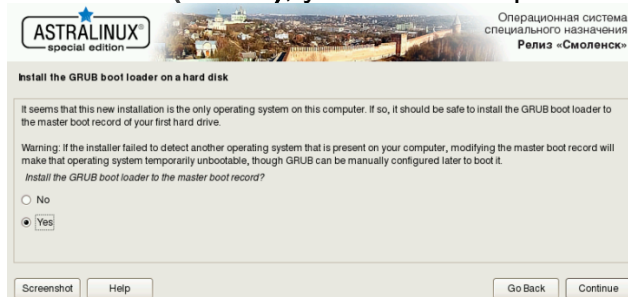 ASTRALINUX®
special edition
Операционная система
специального назначения
Релиз «Смоленск»
Install the GRUB boot loader on a hard disk
It seems that this new installation is the only operating system on this computer. If so, it should be safe to install the GRUB boot loader to
the master boot record of your first hard drive.
Warning: If the installer failed to detect another operating system that is present on your computer, modifying the master boot record will
make that operating system temporarily unbootable, though GRUB can be manually configured later to boot it.
Install the GRUB boot loader to the master boot record?
No
Yes
Screenshot Help Go Back Continue